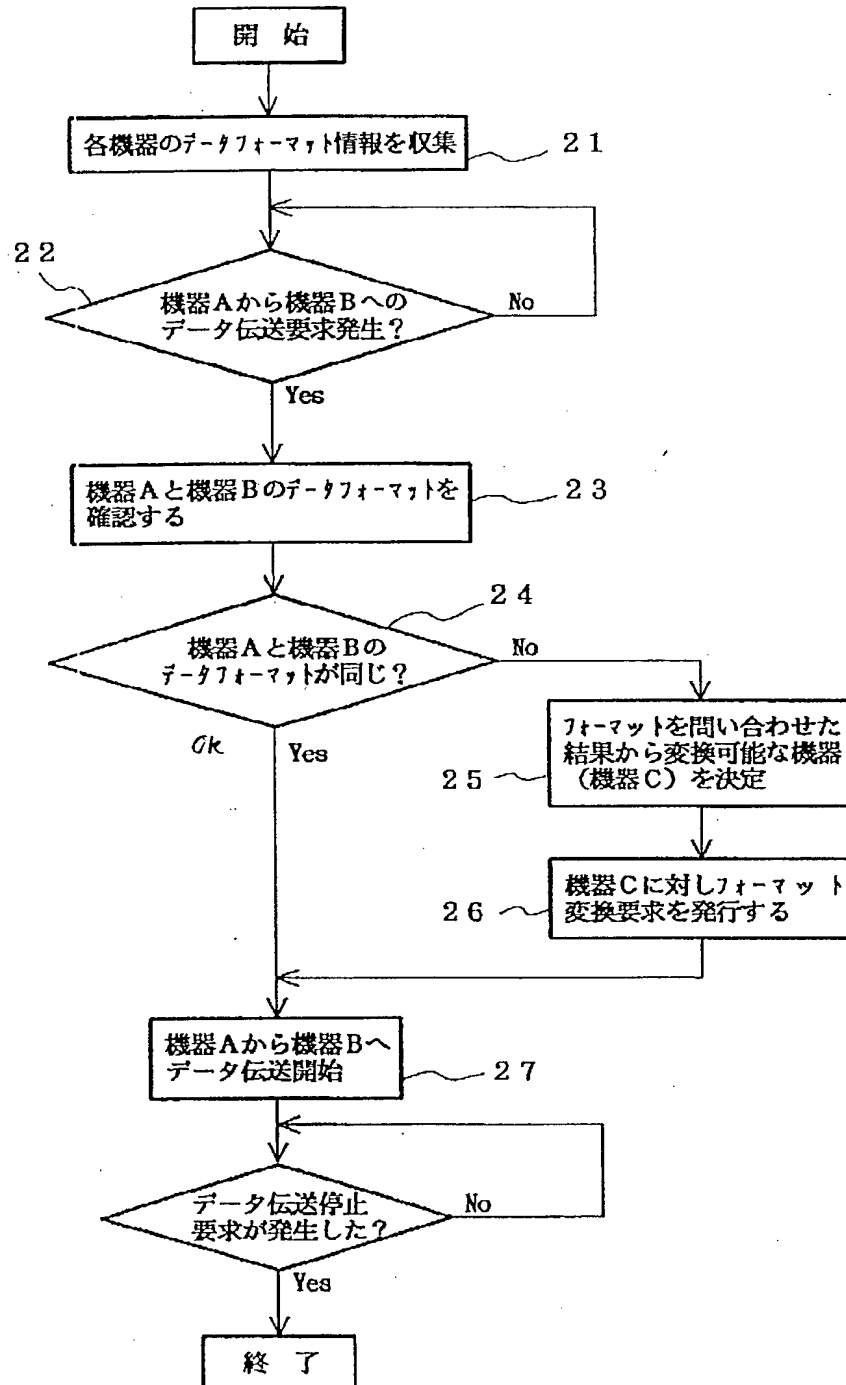 開 始
各機器のデータフォーマット情報を収集
21
22
機器Aから機器Bへの
データ伝送要求発生？
No
Yes
機器Aと機器Bのデータフォーマットを
確認する
23
24
機器Aと機器Bの
データフォーマットが同じ？
No
Ok
Yes
フォーマットを問い合わせた
結果から変換可能な機器
（機器C）を決定
25
機器Cに対しフォーマット
変換要求を発行する
26
機器Aから機器Bへ
データ伝送開始
27
データ伝送停止
要求が発生した？
No
Yes
終 了